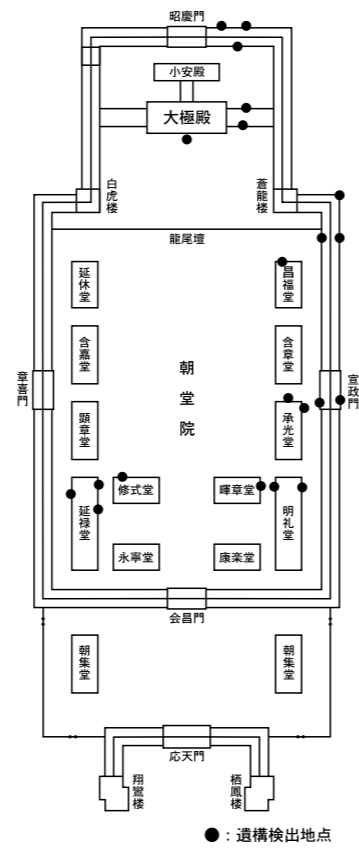 昭慶門
小安殿
大極殿
白虎楼
蒼龍楼
龍尾壇
延休堂
昌福堂
含嘉堂
含章堂
章喜門
朝堂院
宣政門
顕章堂
承光堂
延禄堂
修式堂
暉章堂
明礼堂
永寧堂
康楽堂
会昌門
朝集堂
朝集堂
応天門
翔鸞楼
栖鳳楼
●：遺構検出地点